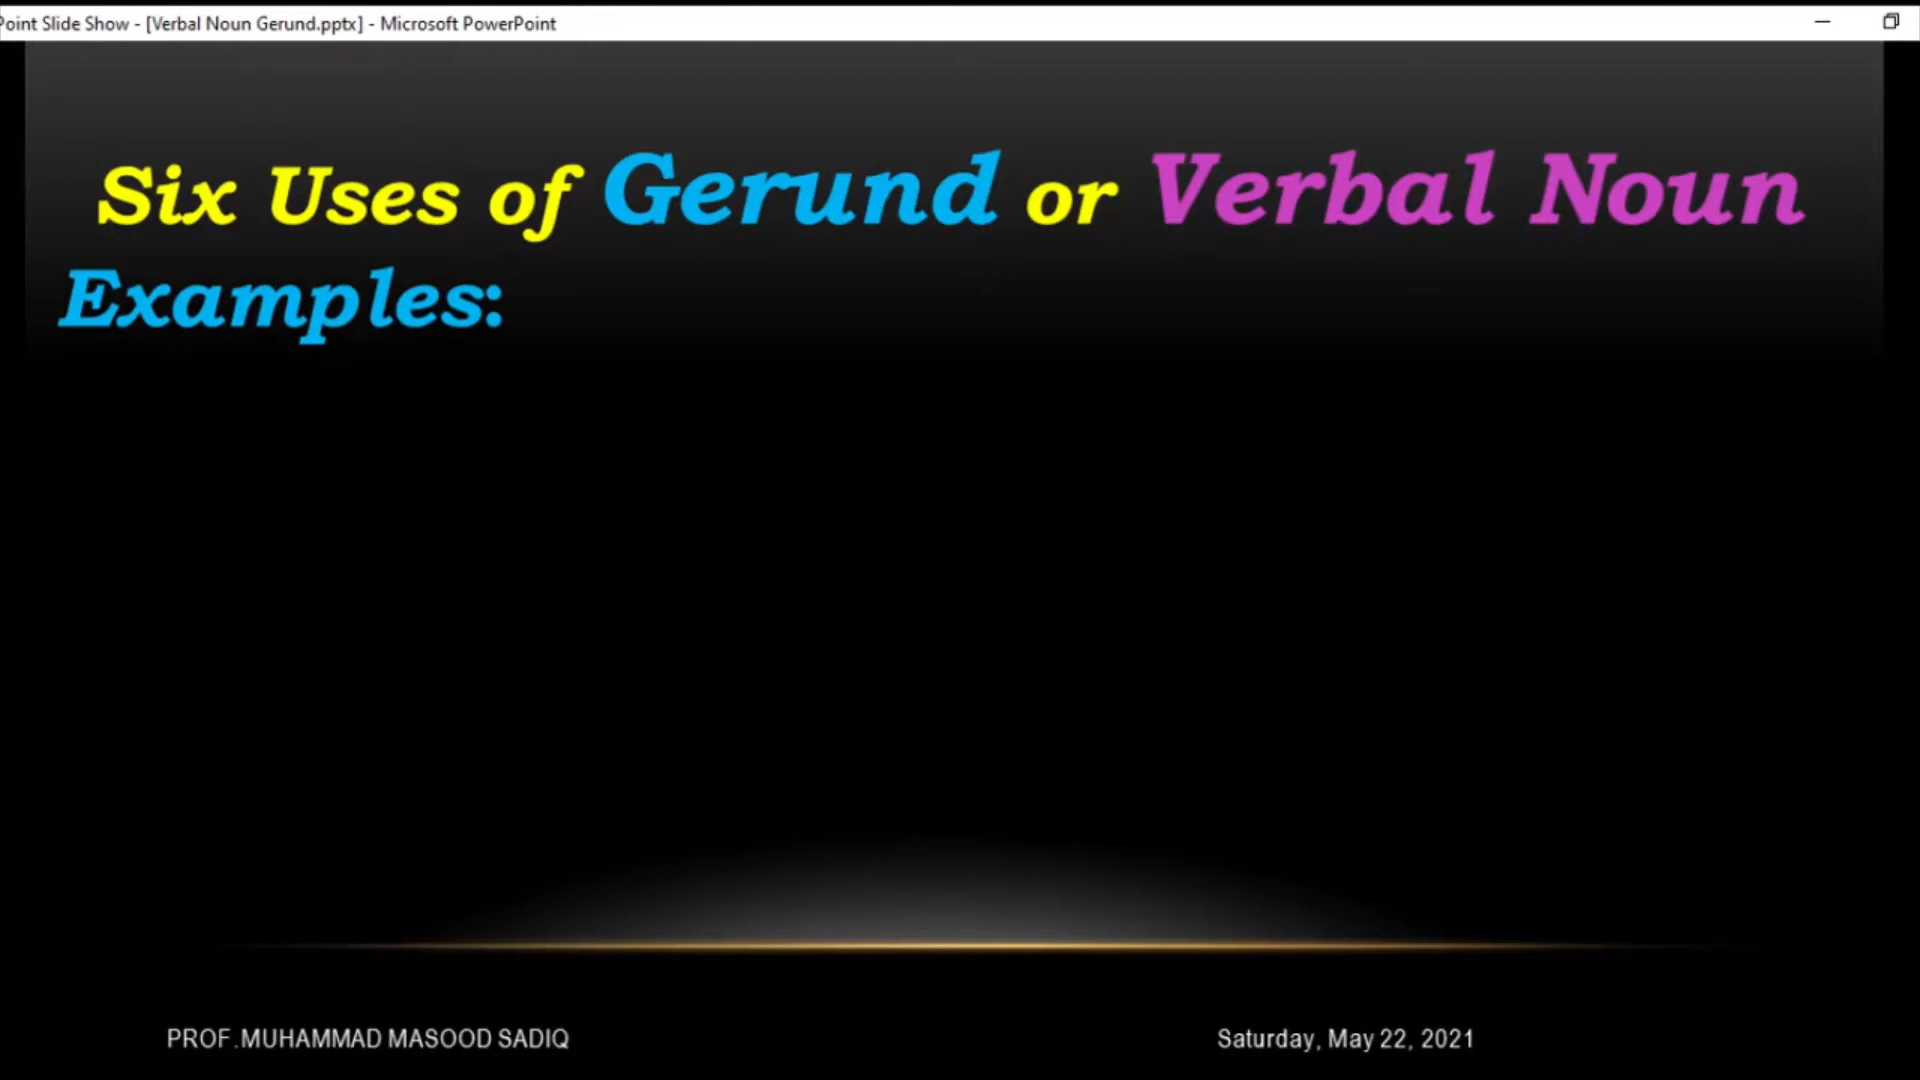 Point Slide Show - [Verbal Noun Gerund.pptx] - Microsoft PowerPoint
Six Uses of Gerund or Verbal Noun
Examples:
PROF.MUHAMMAD MASOOD SADIQ
Saturday, May 22, 2021